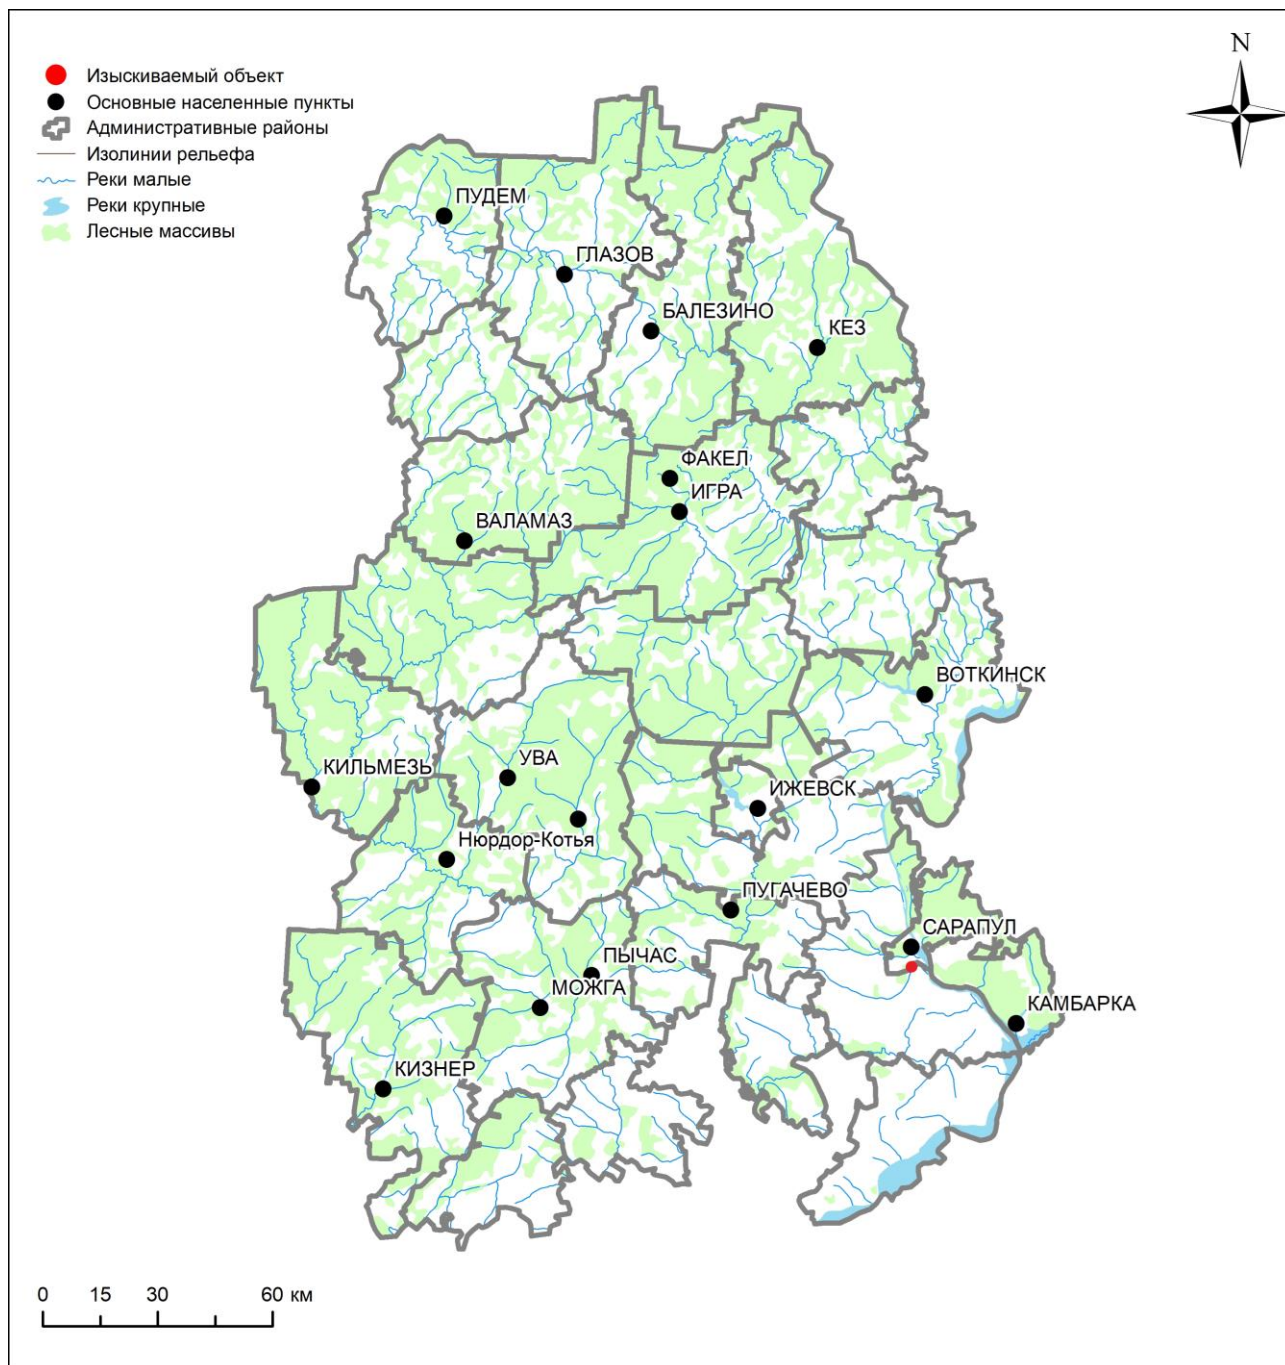 N
Изыскиваемый объект
Основные населенные пункты
Административные районы
Изолинии рельефа
Реки малые
Реки крупные
Лесные массивы
ПУДЕМ
ГЛАЗОВ
БАЛЕЗИНО
КЕЗ
ФАКЕЛ
ИГРА
ВАЛАМАЗ
ВОТКИНСК
УВА
КИЛЬМЕЗЬ
ИЖЕВСК
Нюрдор-Котья
ПУГАЧЕВО
САРАПУЛ
ПЫЧАС
МОЖГА
КАМБАРКА
КИЗНЕР
0 15 30 60 км